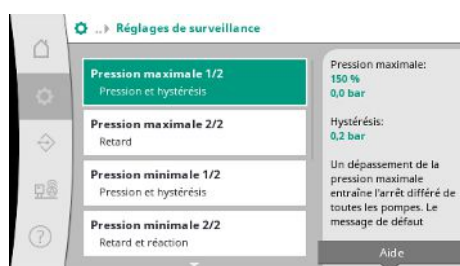 ..▸ Réglages de surveillance
Pression maximale 1/2
Pression et hystérésis
Pression maximale 2/2
Retard
Pression minimale 1/2
Pression et hystérésis
Pression minimale 2/2
Retard et réaction
Pression maximale:
150 %
0,0 bar
Hystérésis:
0,2 bar
Un dépassement de la
pression maximale
entraîne l'arrêt différé de
toutes les pompes. Le
message de défaut
Aide
?